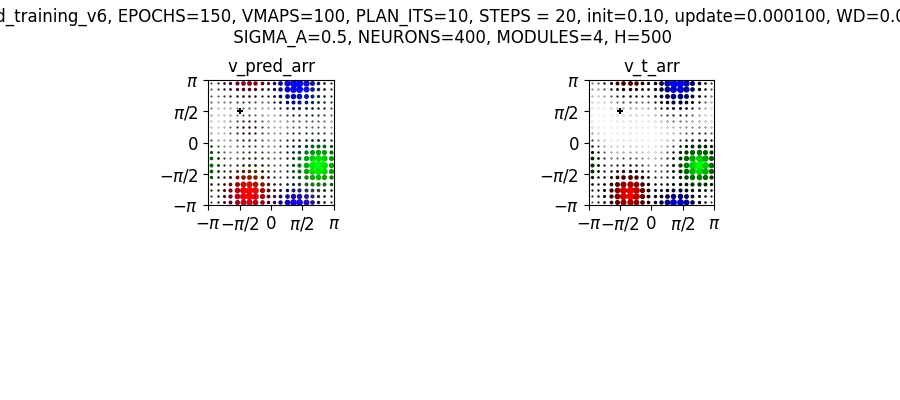 d_training_v6, EPOCHS=150, VMAPS=100, PLAN_ITS=10, STEPS = 20, init=0.10, update=0.000100, WD=0.0
SIGMA_A=0.5, NEURONS=400, MODULES=4, H=500
v_pred_arr
π
π/2
0
−π/2
−π
−π −π/2 0 π/2 π
v_t_arr
π
π/2
0
−π/2
−π
−π −π/2 0 π/2 π